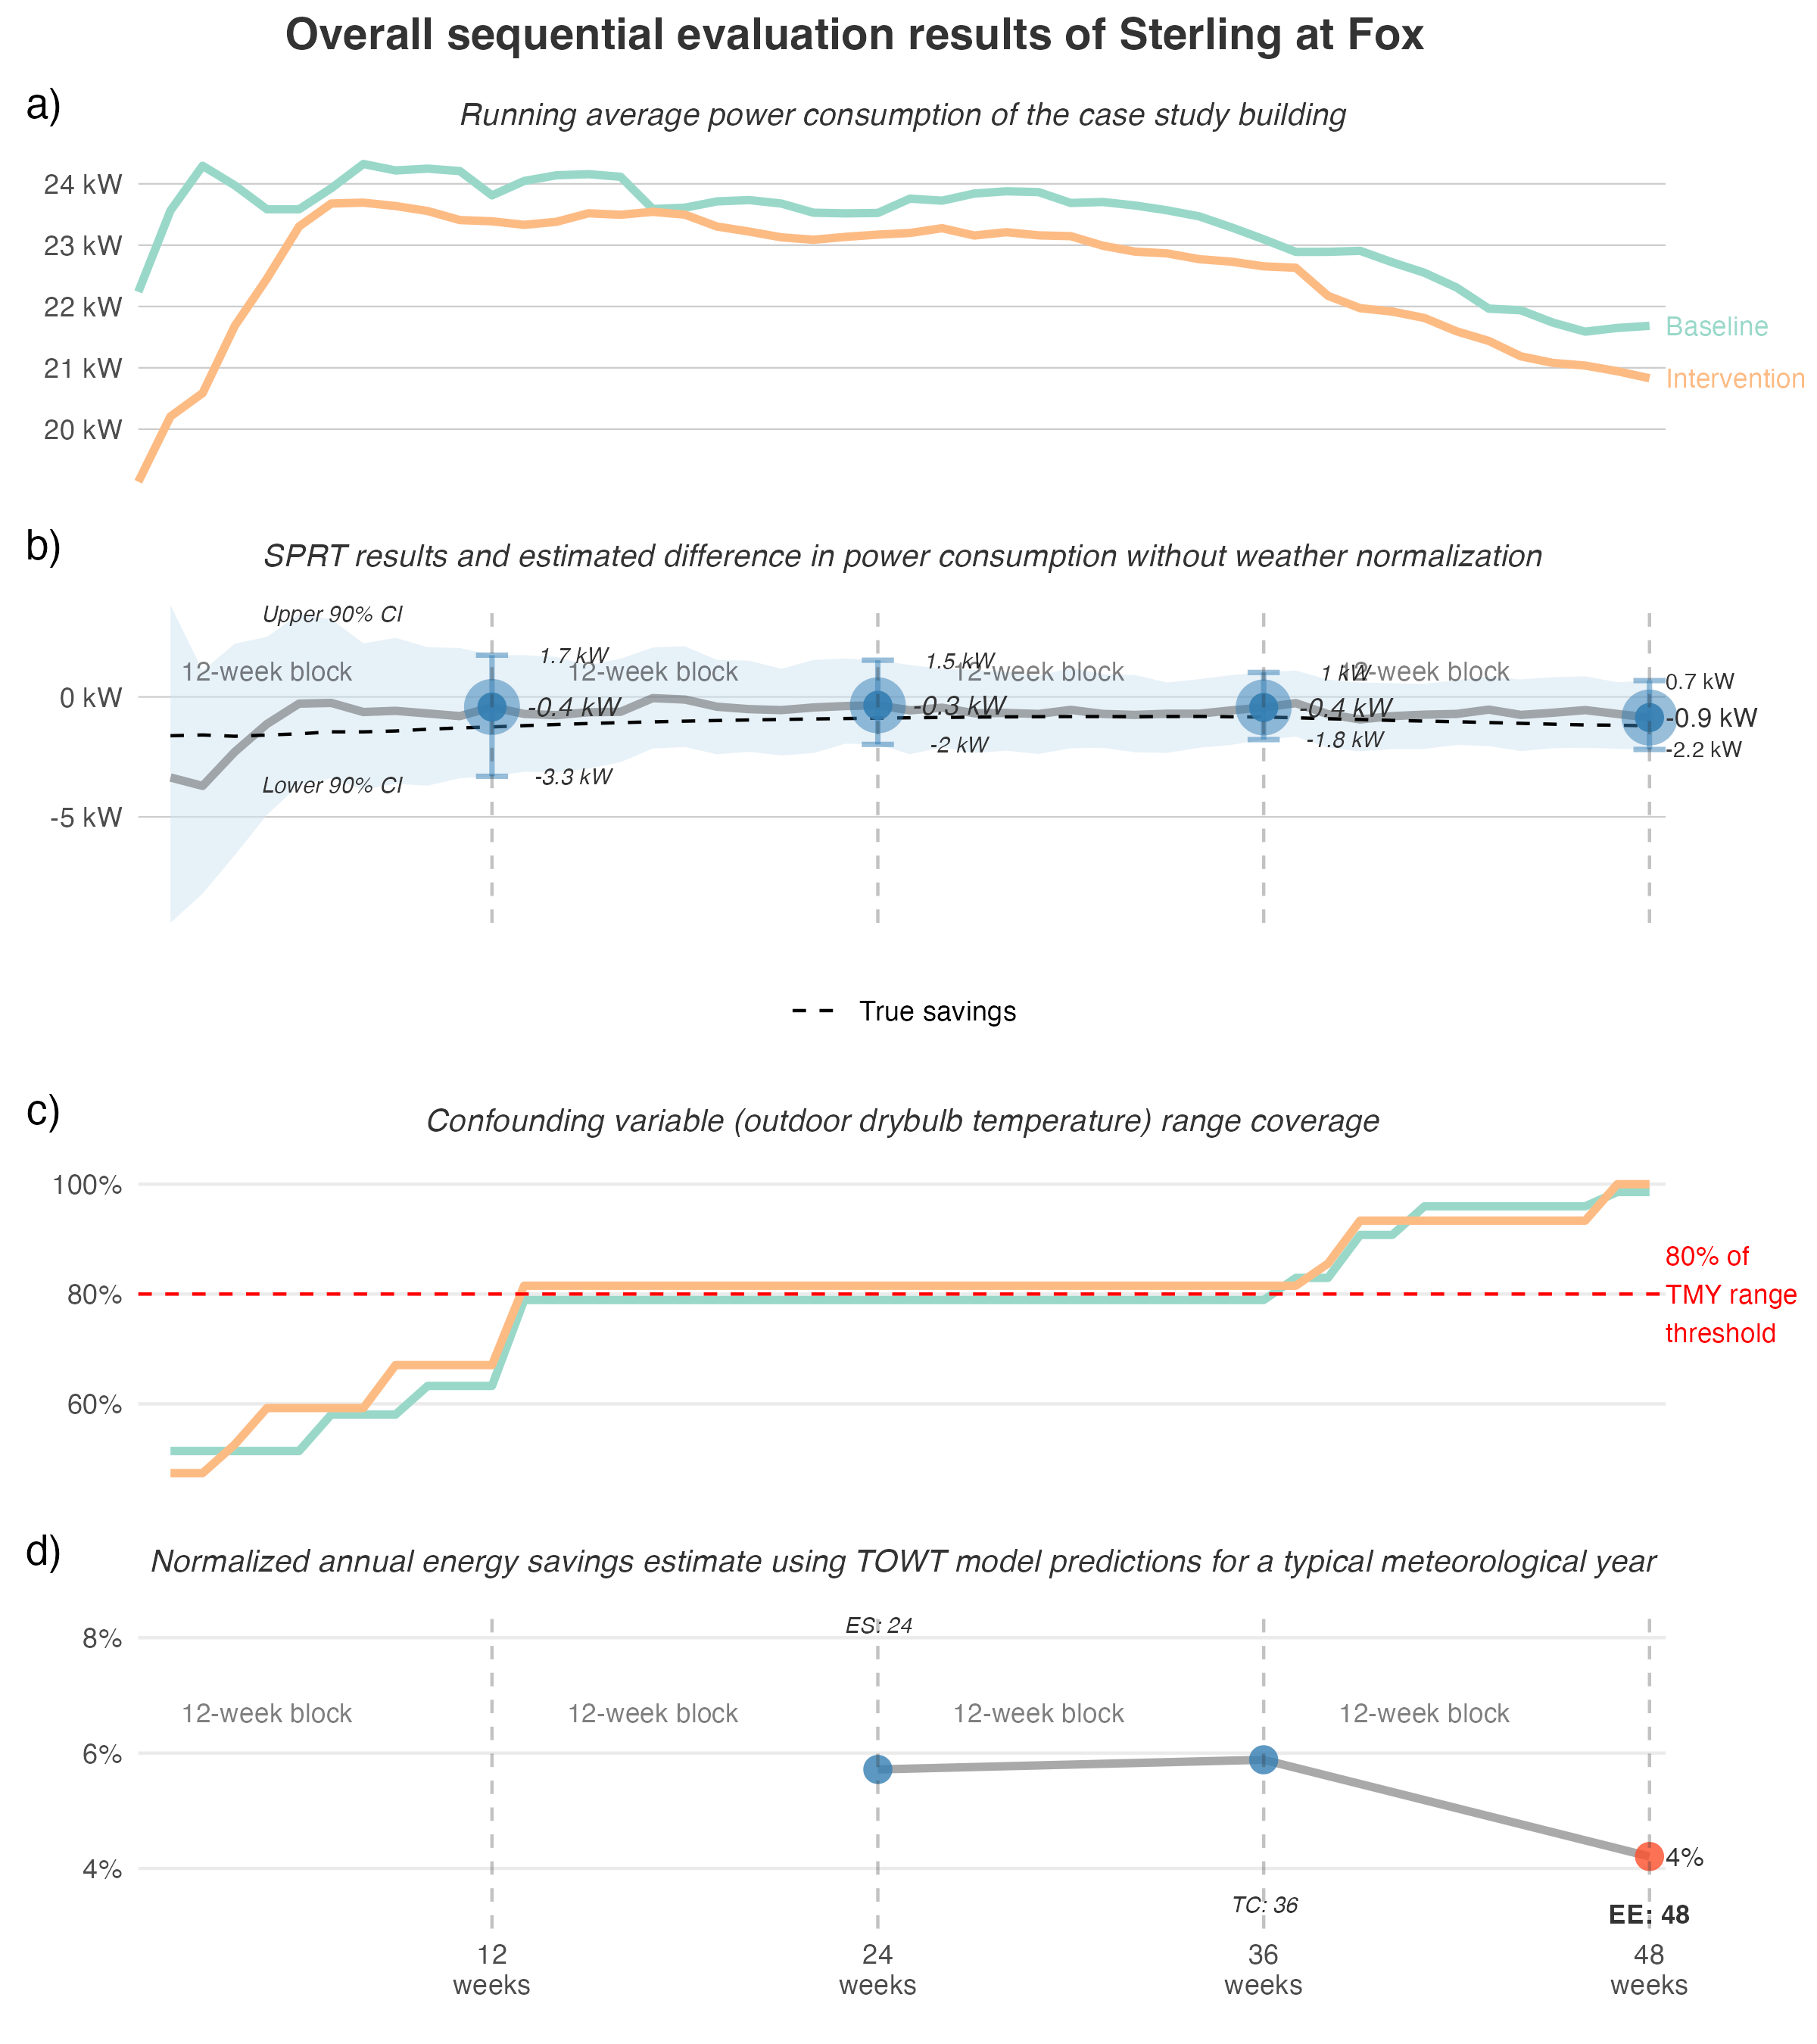 Overall sequential evaluation results of Sterling at Fox
a)
Running average power consumption of the case study building
24 kW
23 kW
22 kW
21 kW
20 kW
Baseline
Intervention
b)
SPRT results and estimated difference in power consumption without weather normalization
Upper 90% CI
12-week block
12-week block
12-week block
12-week block
1.7 kW
1.5 kW
1 kW
0.7 kW
0 kW
-0.4 kW
-0.3 kW
-0.4 kW
-0.9 kW
-3.3 kW
-2 kW
-1.8 kW
-2.2 kW
Lower 90% CI
-5 kW
True savings
c)
Confounding variable (outdoor drybulb temperature) range coverage
100%
80%
60%
80% of
TMY range
threshold
d)
Normalized annual energy savings estimate using TOWT model predictions for a typical meteorological year
ES: 24
8%
12-week block
12-week block
12-week block
12-week block
6%
4%
4%
TC: 36
EE: 48
12
weeks
24
weeks
36
weeks
48
weeks